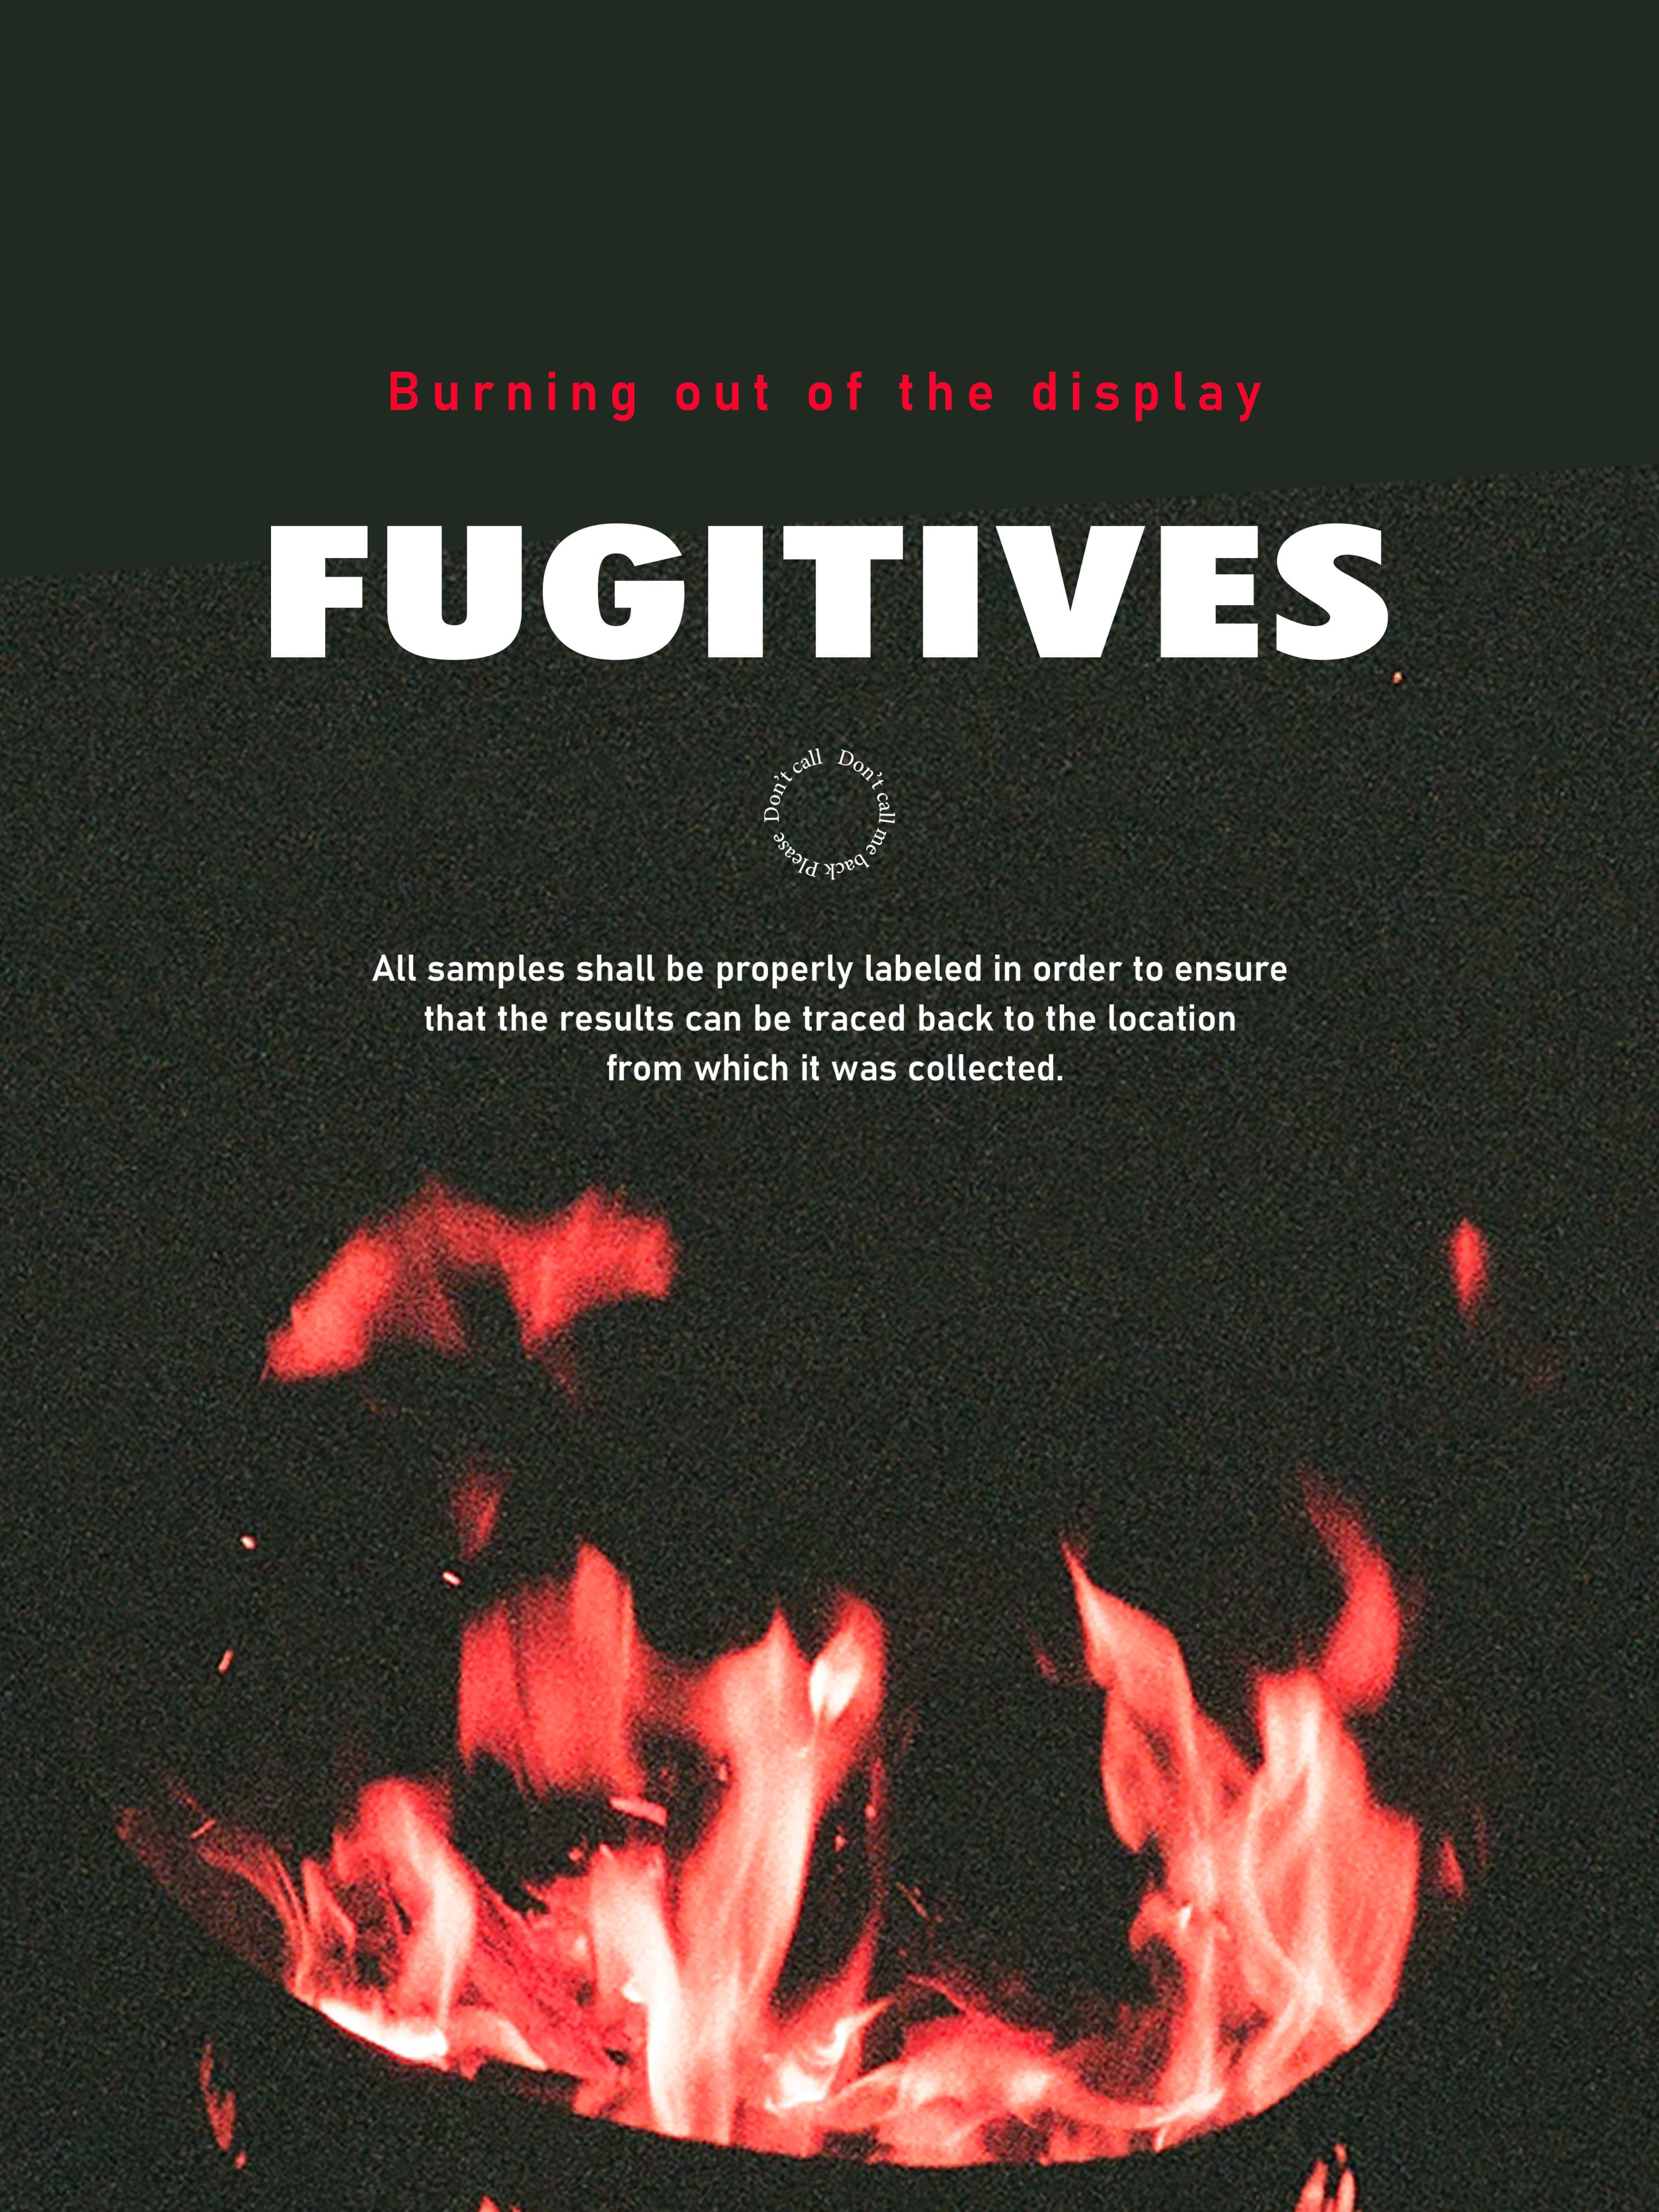 Burning out of the display
FUGITIVES
Don't call me back Please Don't call
All samples shall be properly labeled in order to ensure
that the results can be traced back to the location
from which it was collected.